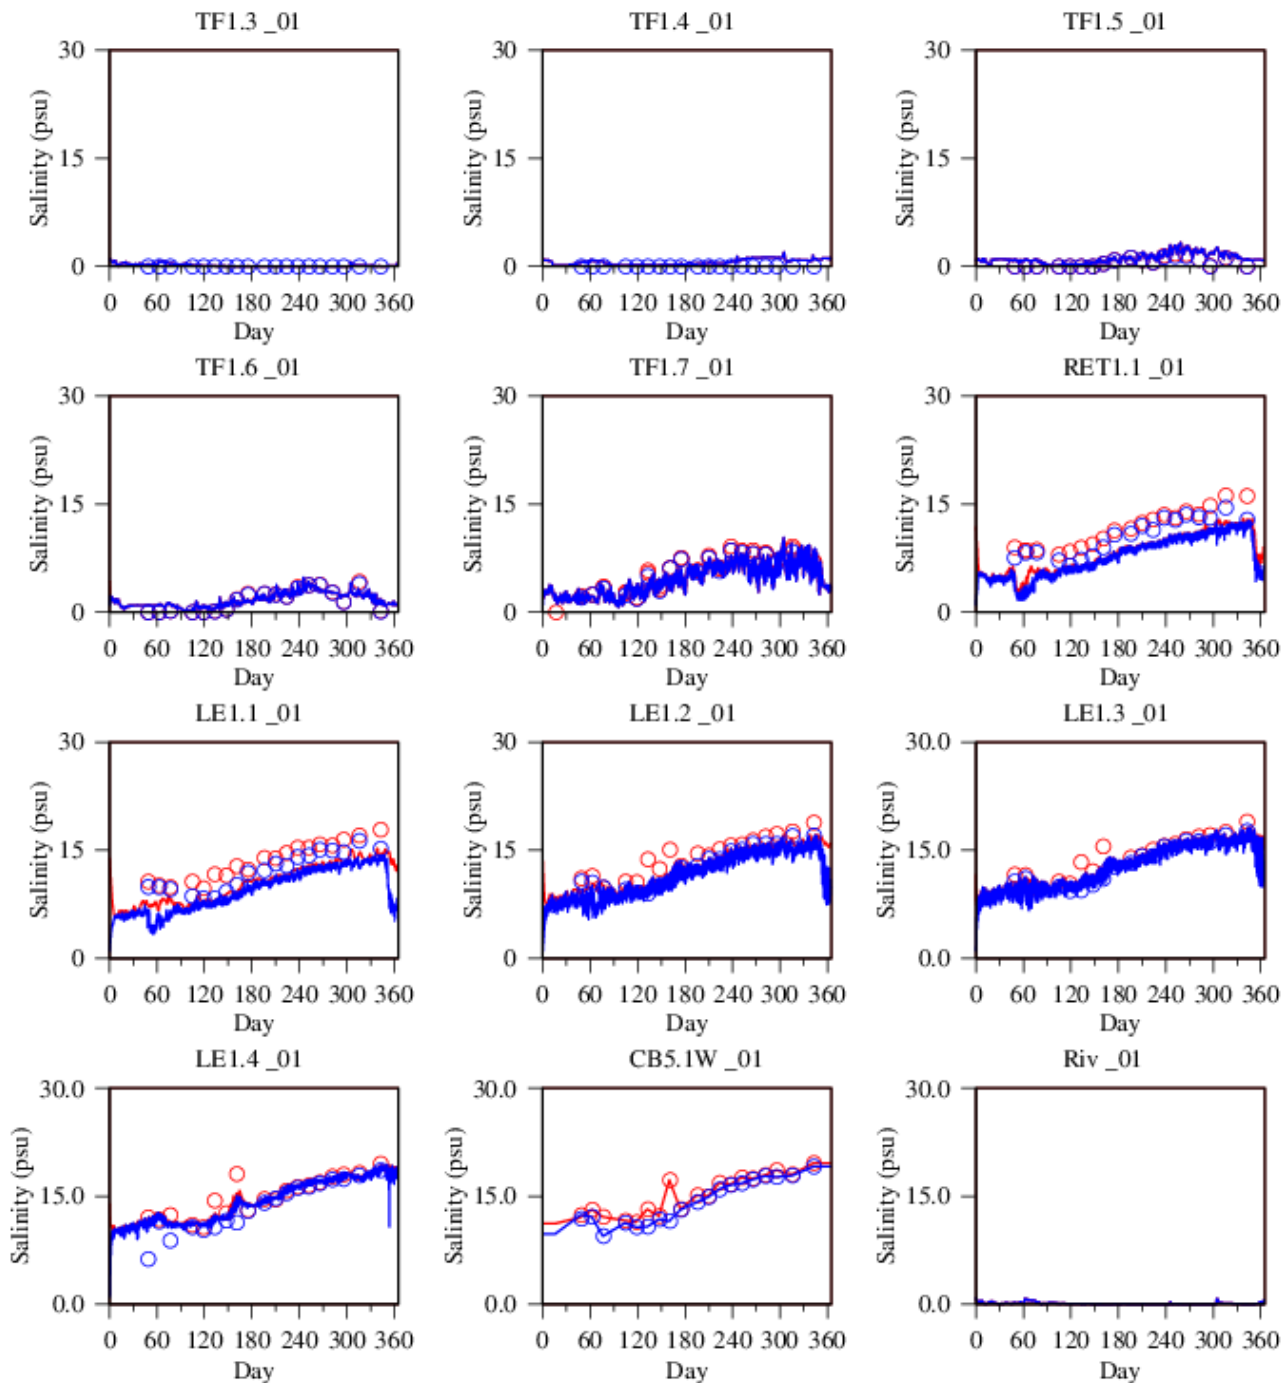 TF1.3 _01 TF1.4 _01 TF1.5 _01
30 30 30
Salinity (psu) Salinity (psu) Salinity (psu)
15 15 15
0 0 0
0 60 120 180 240 300 360 0 60 120 180 240 300 360 0 60 120 180 240 300 360
Day Day Day
TF1.6 _01 TF1.7 _01 RET1.1 _01
30 30 30
Salinity (psu) Salinity (psu) Salinity (psu)
15 15 15
0 0 0
0 60 120 180 240 300 360 0 60 120 180 240 300 360 0 60 120 180 240 300 360
Day Day Day
LE1.1 _01 LE1.2 _01 LE1.3 _01
30 30 30.0
Salinity (psu) Salinity (psu) Salinity (psu)
15 15 15.0
0 0 0.0
0 60 120 180 240 300 360 0 60 120 180 240 300 360 0 60 120 180 240 300 360
Day Day Day
LE1.4 _01 CB5.1W _01 Riv _01
30.0 30.0 30.0
Salinity (psu) Salinity (psu) Salinity (psu)
15.0 15.0 15.0
0.0 0.0 0.0
0 60 120 180 240 300 360 0 60 120 180 240 300 360 0 60 120 180 240 300 360
Day Day Day